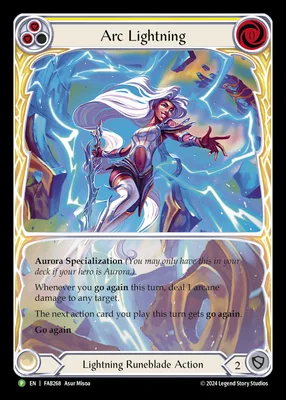 Arc Lightning
Aurora Specialization (You may only have this in your
deck if your hero is Aurora.)
Whenever you go again this turn, deal 1 arcane
damage to any target.
The next action card you play this turn gets go again.
Go again
Lightning Runeblade Action
2
P EN | FAB268 Asur Misoa
© 2024 Legend Story Studios